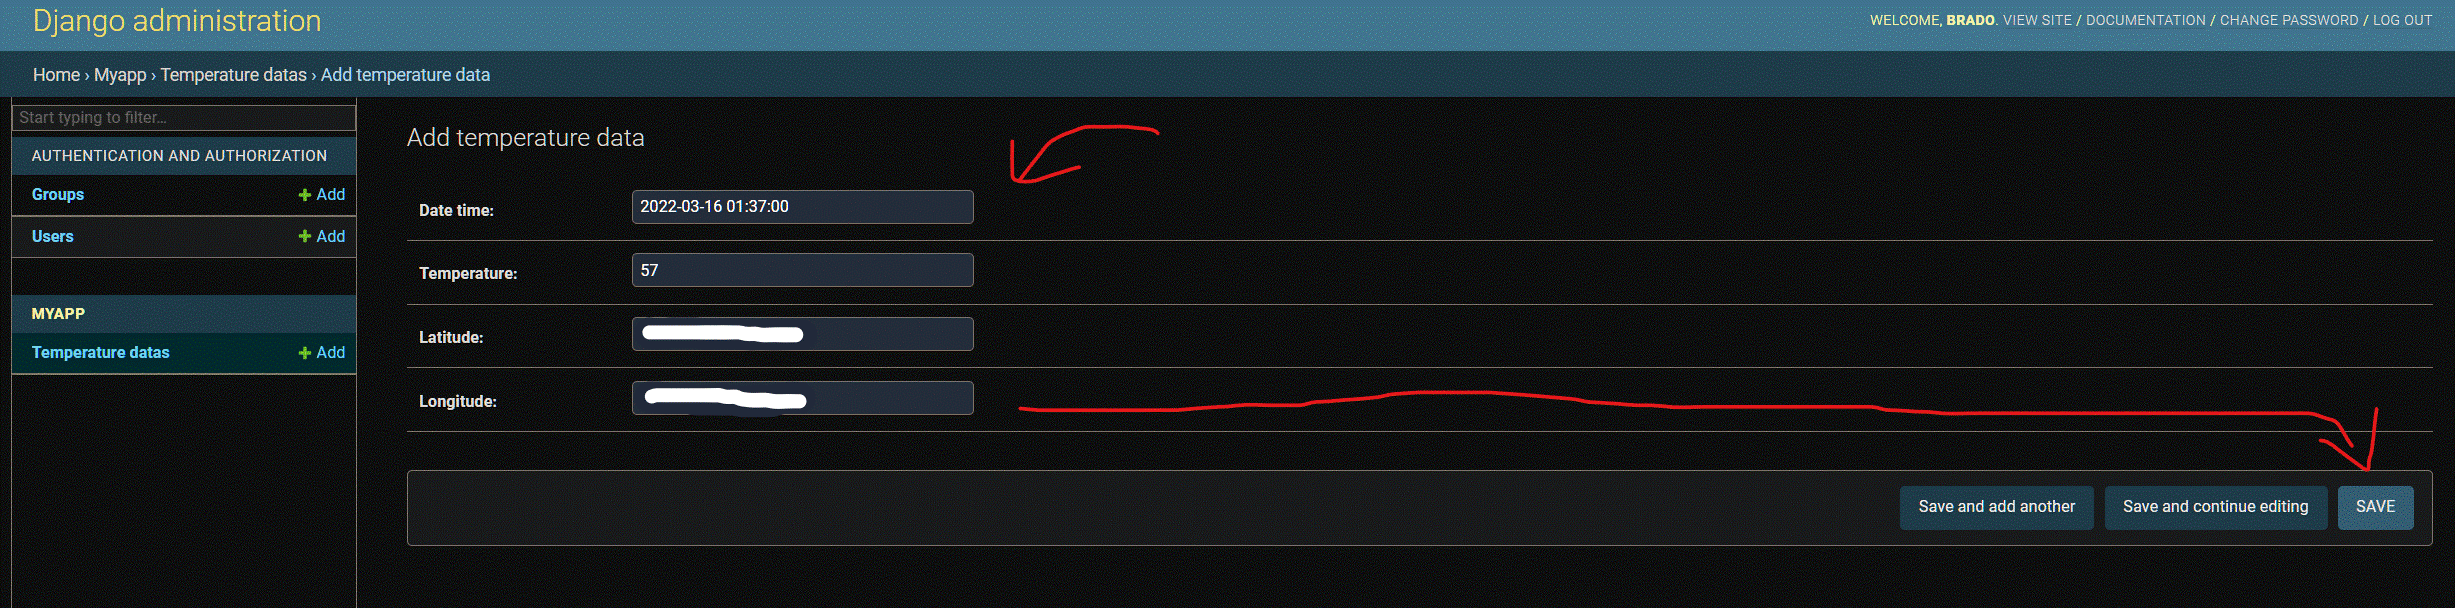 Django administration
WELCOME, BRADO. VIEW SITE / DOCUMENTATION / CHANGE PASSWORD / LOG OUT
Home › Myapp › Temperature datas › Add temperature data
Start typing to filter...
AUTHENTICATION AND AUTHORIZATION
Groups + Add
Users + Add
MYAPP
Temperature datas + Add
Add temperature data
Date time: 2022-03-16 01:37:00
Temperature: 57
Latitude:
Longitude:
Save and add another Save and continue editing SAVE